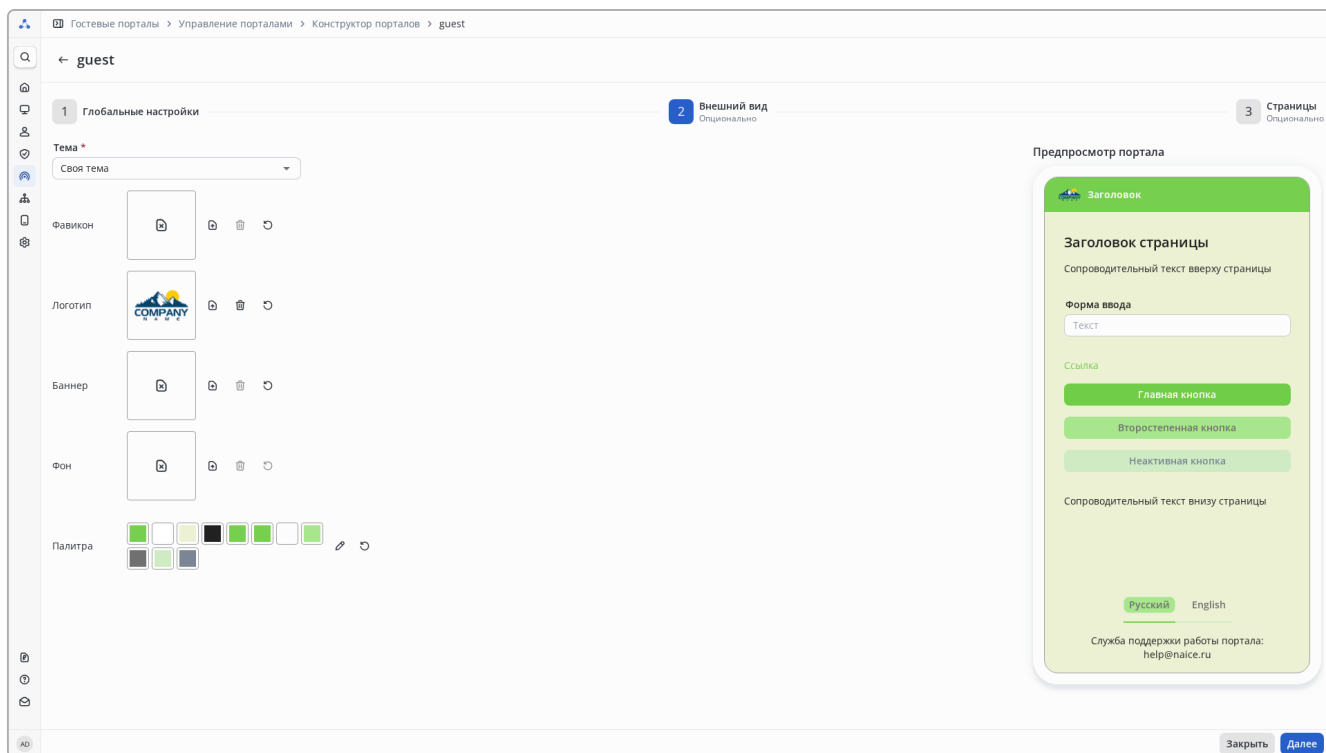 Гостевые порталы > Управление порталами > Конструктор порталов > guest
← guest
1 Глобальные настройки
2 Внешний вид
Опционально
3 Страницы
Опционально
Тема *
Своя тема
Фавикон
Логотип
COMPANY
NAME
Баннер
Фон
Палитра
Предпросмотр портала
Заголовок
Заголовок страницы
Сопроводительный текст вверху страницы
Форма ввода
Текст
Ссылка
Главная кнопка
Второстепенная кнопка
Неактивная кнопка
Сопроводительный текст внизу страницы
Русский English
Служба поддержки работы портала:
help@naice.ru
AD
Закрыть Далее